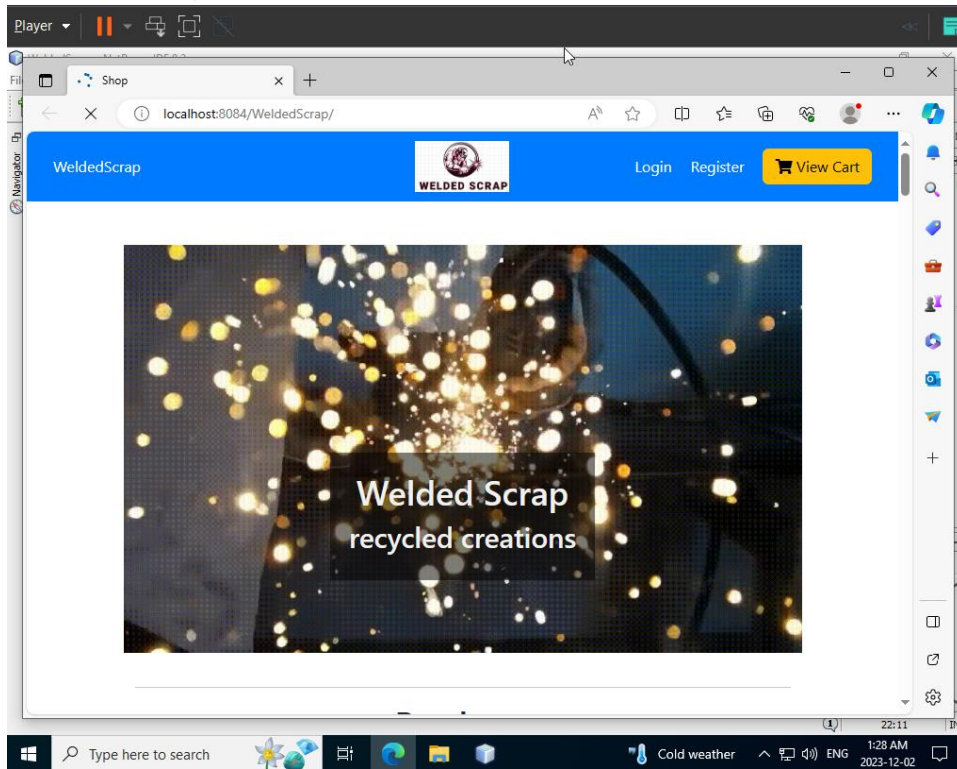 Player
Shop
localhost:8084/WeldedScrap/
WeldedScrap
WELDED SCRAP
Login
Register
View Cart
Welded Scrap
recycled creations
1
22:11
Type here to search
Cold weather
ENG
1:28 AM
2023-12-02
Navigator